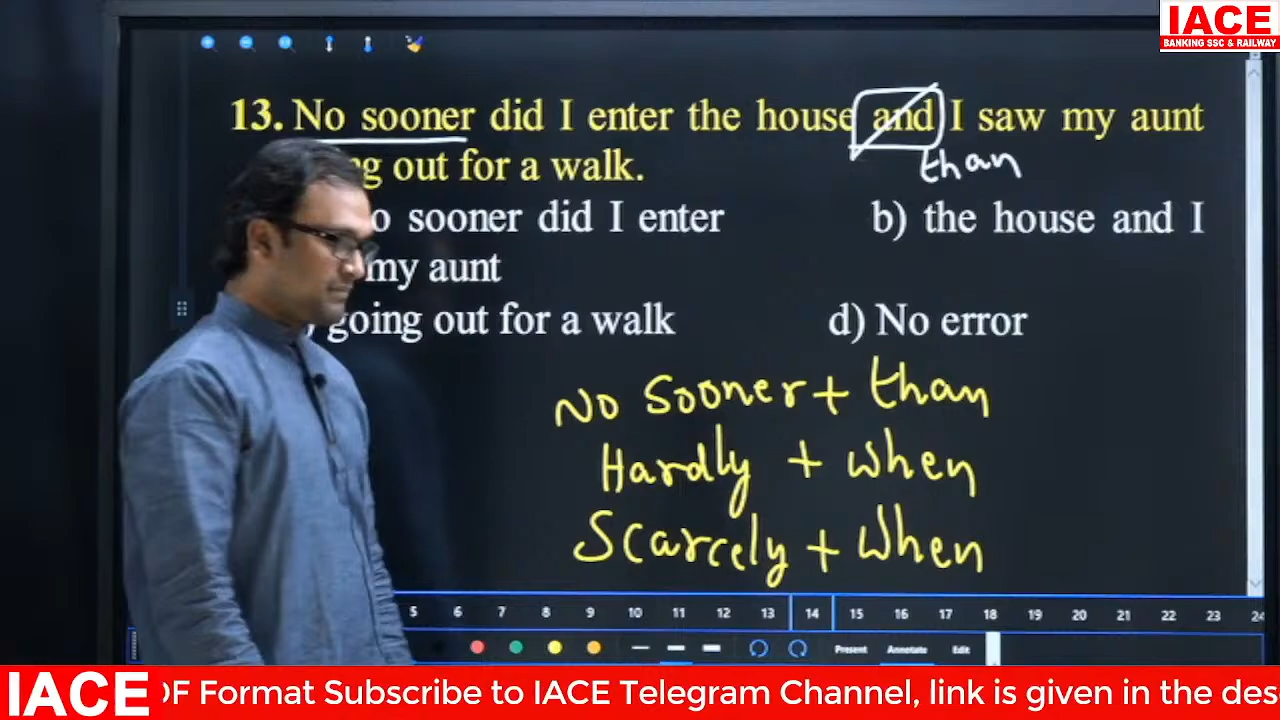 IACE
BANKING SSC & RAILWAY
13. No sooner did I enter the house and I saw my aunt
than
g out for a walk.
o sooner did I enter
b) the house and I
my aunt
) going out for a walk
d) No error
No Sooner + than
Hardly + when
Scarcely + When
5 6 7 8 9 10 11 12 13 14 15 16 17 18 19 20 21 22 23 24
Present Annotate Edit
IACE
OF Format Subscribe to IACE Telegram Channel, link is given in the des